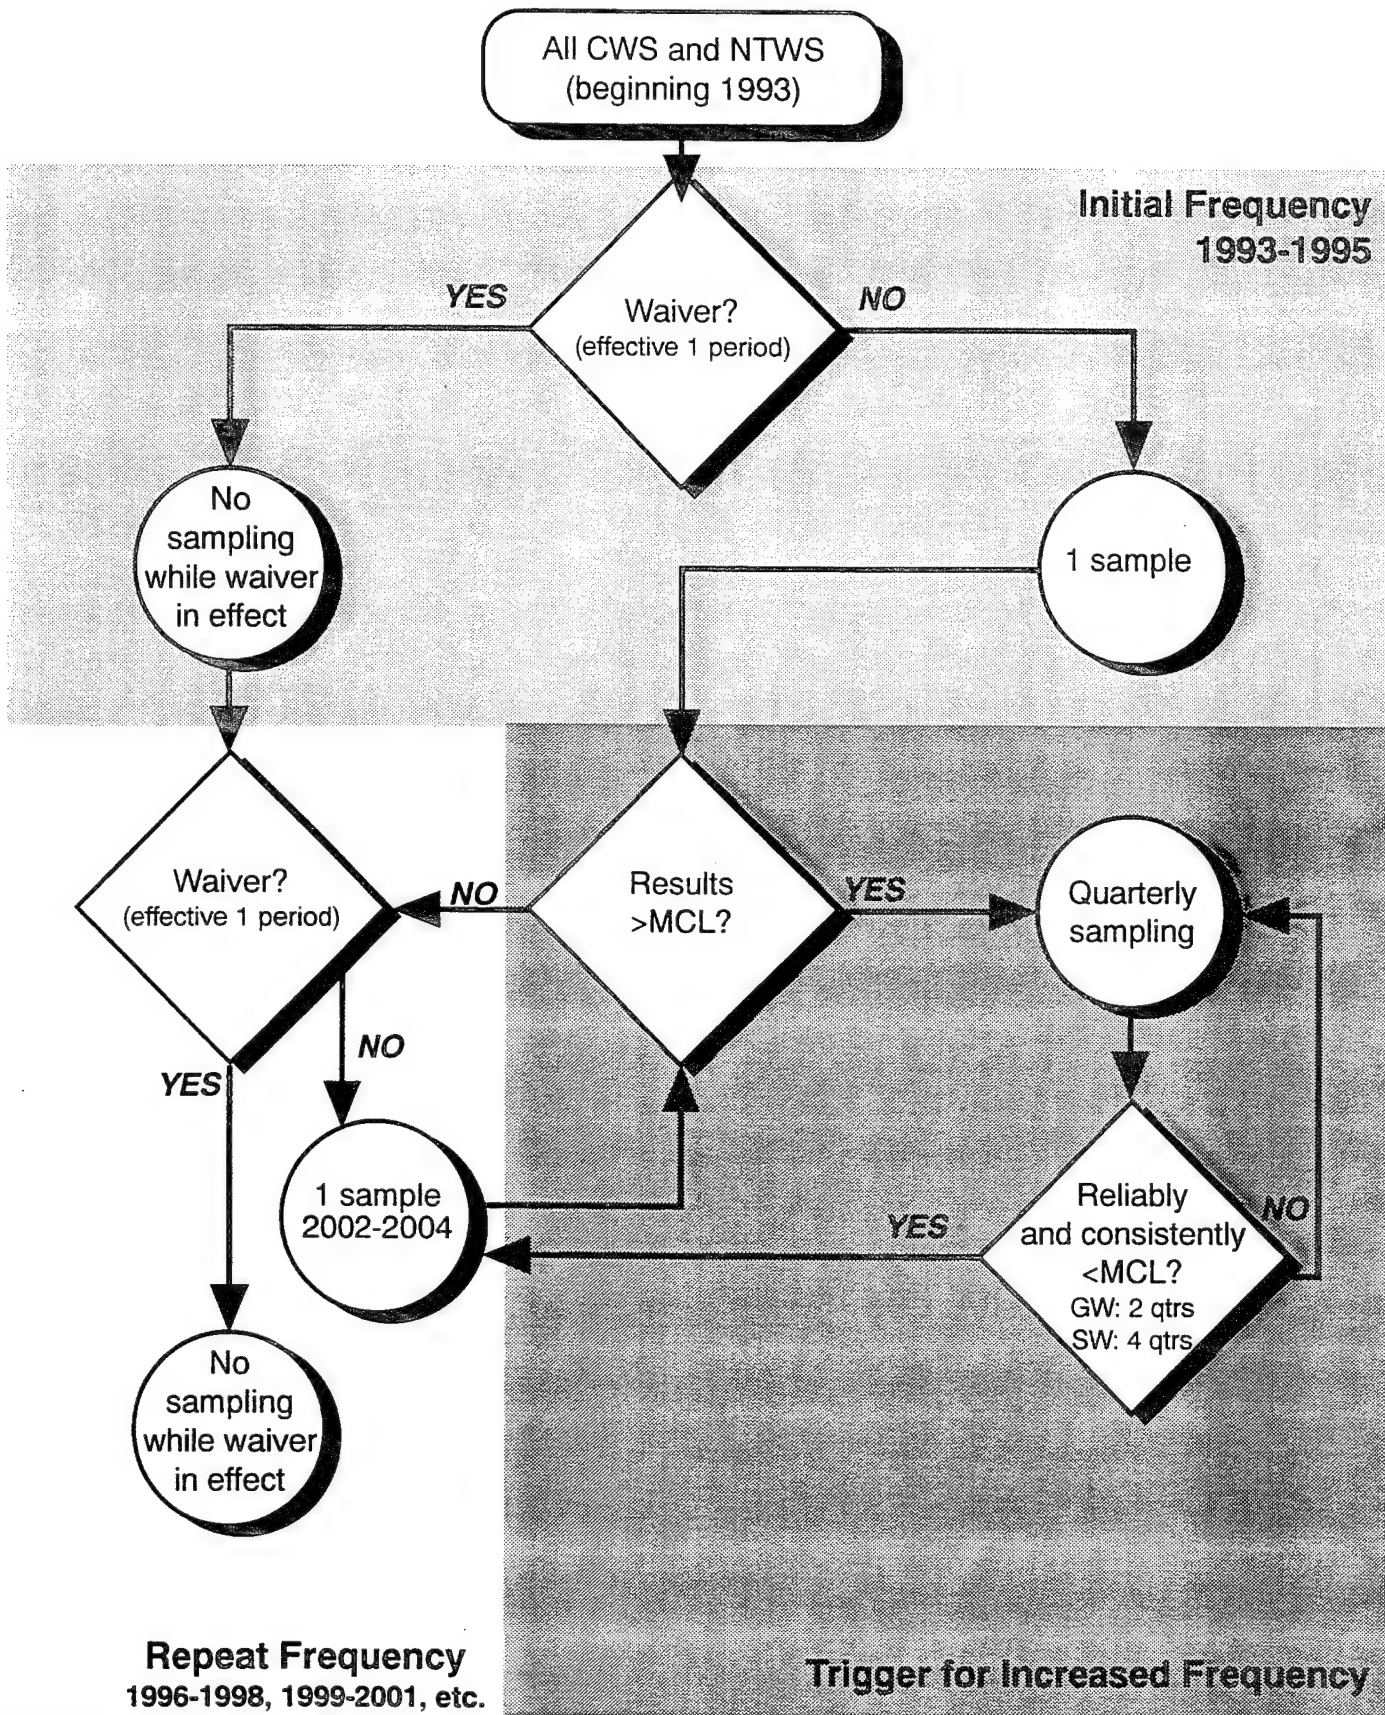 All CWS and NTWS
(beginning 1993)
Initial Frequency
1993-1995
YES
NO
Waiver?
(effective 1 period)
No
sampling
while waiver
in effect
1 sample
Waiver?
(effective 1 period)
NO
Results
>MCL?
YES
Quarterly
sampling
NO
YES
1 sample
2002-2004
YES
Reliably
and consistently
<MCL?
GW: 2 qtrs
SW: 4 qtrs
NO
No
sampling
while waiver
in effect
Repeat Frequency
1996-1998, 1999-2001, etc.
Trigger for Increased Frequency